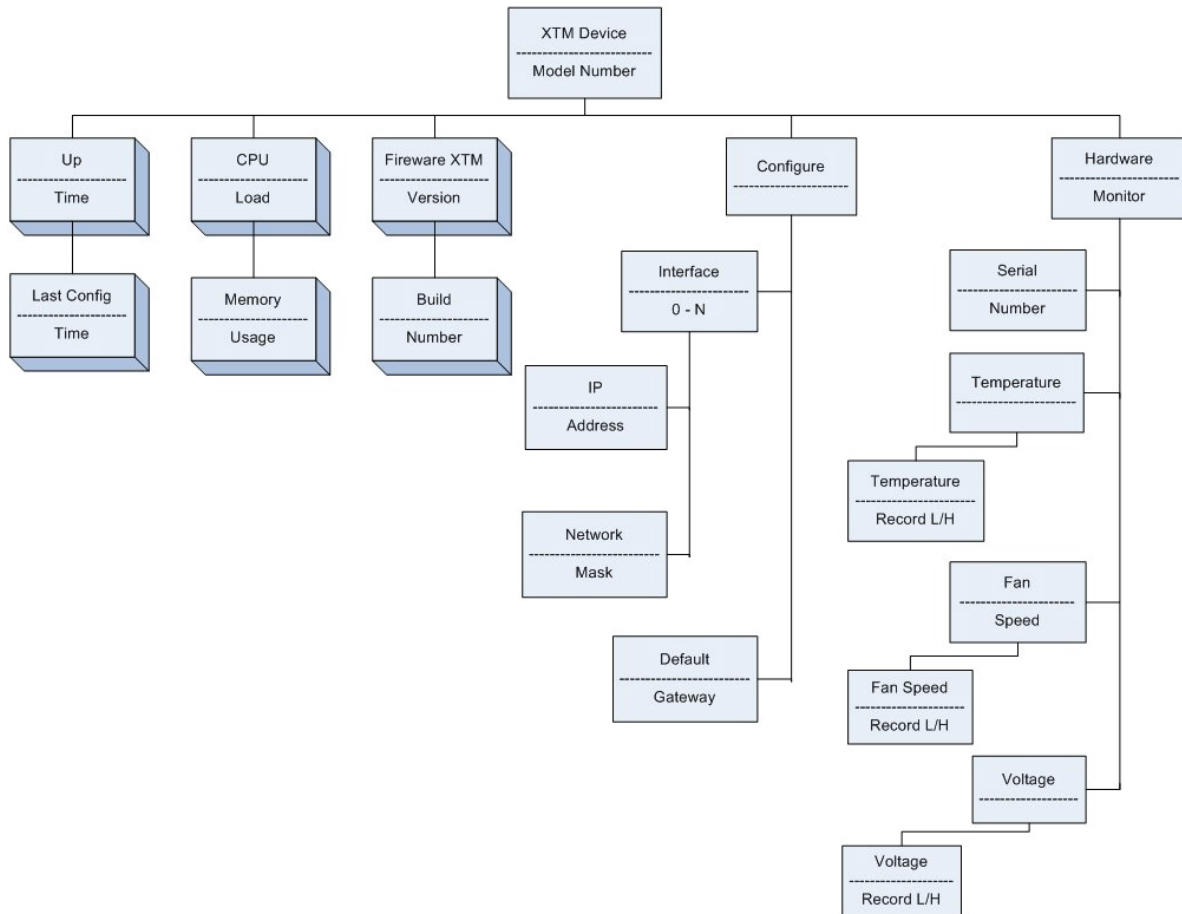 XTM Device
Model Number
Up
Time
CPU
Load
Fireware XTM
Version
Configure
Hardware
Monitor
Last Config
Time
Memory
Usage
Build
Number
Interface
0 - N
IP
Address
Network
Mask
Default
Gateway
Serial
Number
Temperature
Temperature
Record L/H
Fan
Speed
Fan Speed
Record L/H
Voltage
Voltage
Record L/H